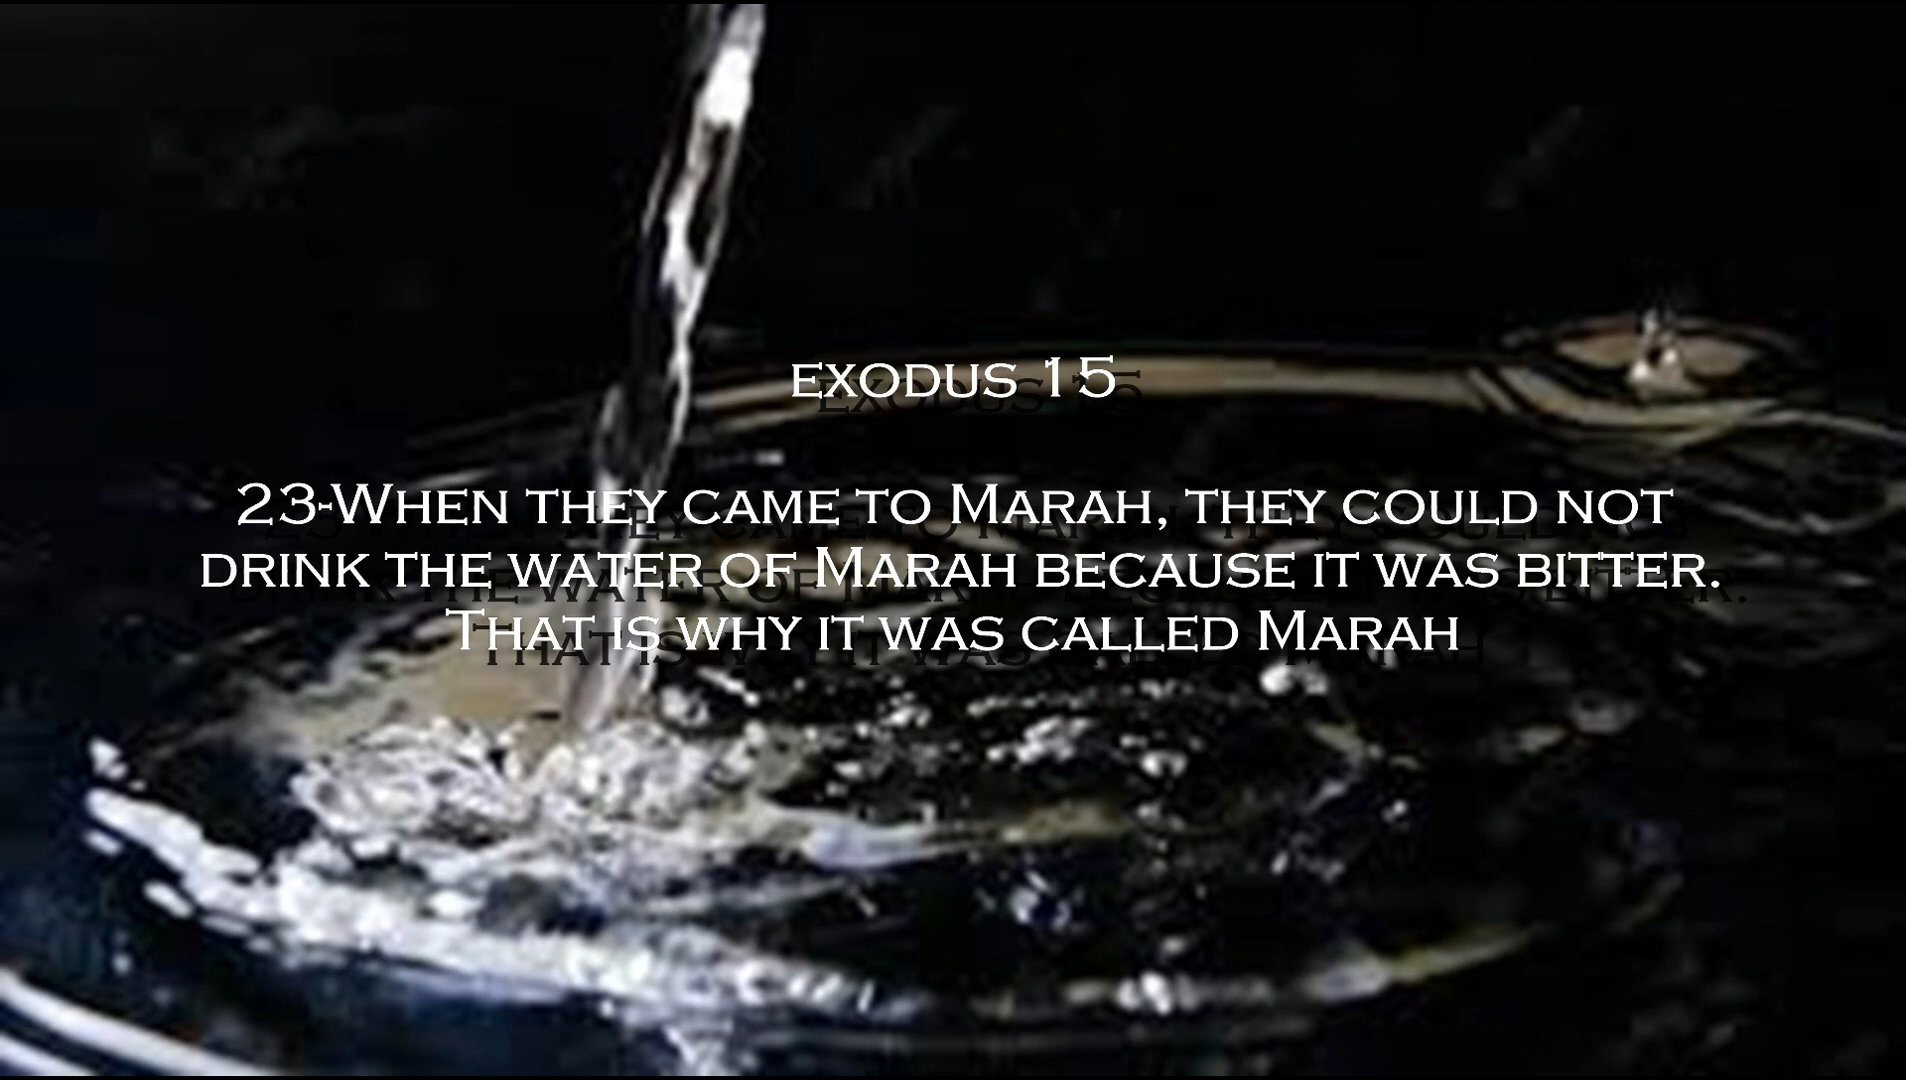 EXODUS 15
23-WHEN THEY CAME TO MARAH, THEY COULD NOT
DRINK THE WATER OF MARAH BECAUSE IT WAS BITTER.
THAT IS WHY IT WAS CALLED MARAH